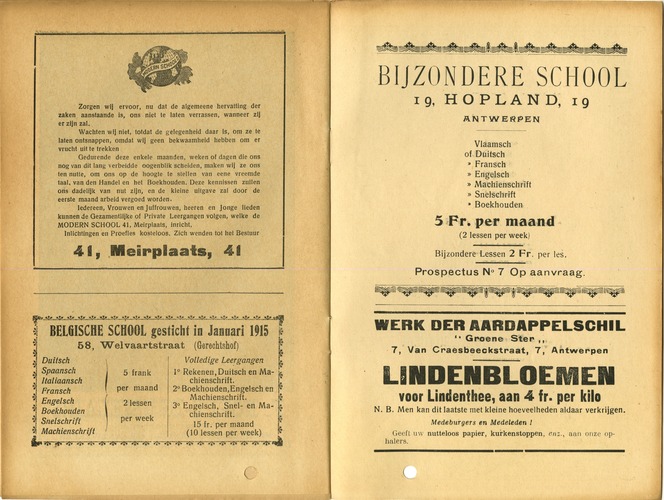 MODERN SCHOOL
Zorgen wij ervoor, nu dat de algemeene hervatting der
zaken aanstaande is, ons niet te laten verrassen, wanneer zij
er zijn zal.
Wachten wij niet, totdat de gelegenheid daar is, om ze te
laten ontsnappen, omdat wij geen bekwaamheid hebben om er
vrucht uit te trekken
Gedurende deze enkele maanden, weken of dagen die ons
nog van dit lang verbeidde oogenblik scheiden, maken wij ze ons
ten nutte, om ons op de hoogte te stellen van eene vreemde
taal, van den Handel en het Boekhouden. Deze kennissen zullen
ons dadelijk van nut zijn, en de kleine uitgave zal door de
eerste maand arbeid vergoed worden.
Iedereen, Vrouwen en Juffrouwen, heeren en Jonge lieden
kunnen de Gezamentlijke of Private Leergangen volgen, welke de
MODERN SCHOOL 41, Meirplaats, inricht.
Inlichtingen en Proefles kosteloos. Zich wenden tot het Bestuur
41, Meirplaats, 41
BELGISCHE SCHOOL gesticht in Januari 1915
58, Welvaartstraat (Gerechtshof)
Duitsch
Spaansch
Italiaansch
Fransch
Engelsch
Boekhouden
Snelschrift
Machienschrift
5 frank
per maand
2 lessen
per week
Volledige Leergangen
1º Rekenen, Duitsch en Ma-
chienschrift.
2º Boekhouden, Engelsch en
Machienschrift.
3º Engelsch, Snel- en Ma-
chienschrift.
15 fr. per maand
(10 lessen per week)
BIJZONDERE SCHOOL
19, HOPLAND, 19
ANTWERPEN
Vlaamsch
of Duitsch
» Fransch
» Engelsch
» Machienschrift
» Snelschrift
» Boekhouden
5 Fr. per maand
(2 lessen per week)
Bijzondere Lessen 2 Fr. per les.
Prospectus Nº 7 Op aanvraag.
WERK DER AARDAPPELSCHIL
" Groene Ster „
7, Van Craesbeeckstraat, 7, Antwerpen
LINDENBLOEMEN
voor Lindenthee, aan 4 fr. per kilo
N. B. Men kan dit laatste met kleine hoeveelheden aldaar verkrijgen.
Medeburgers en Medeleden !
Geeft uw nutteloos papier, kurkenstoppen, enz., aan onze op-
halers.